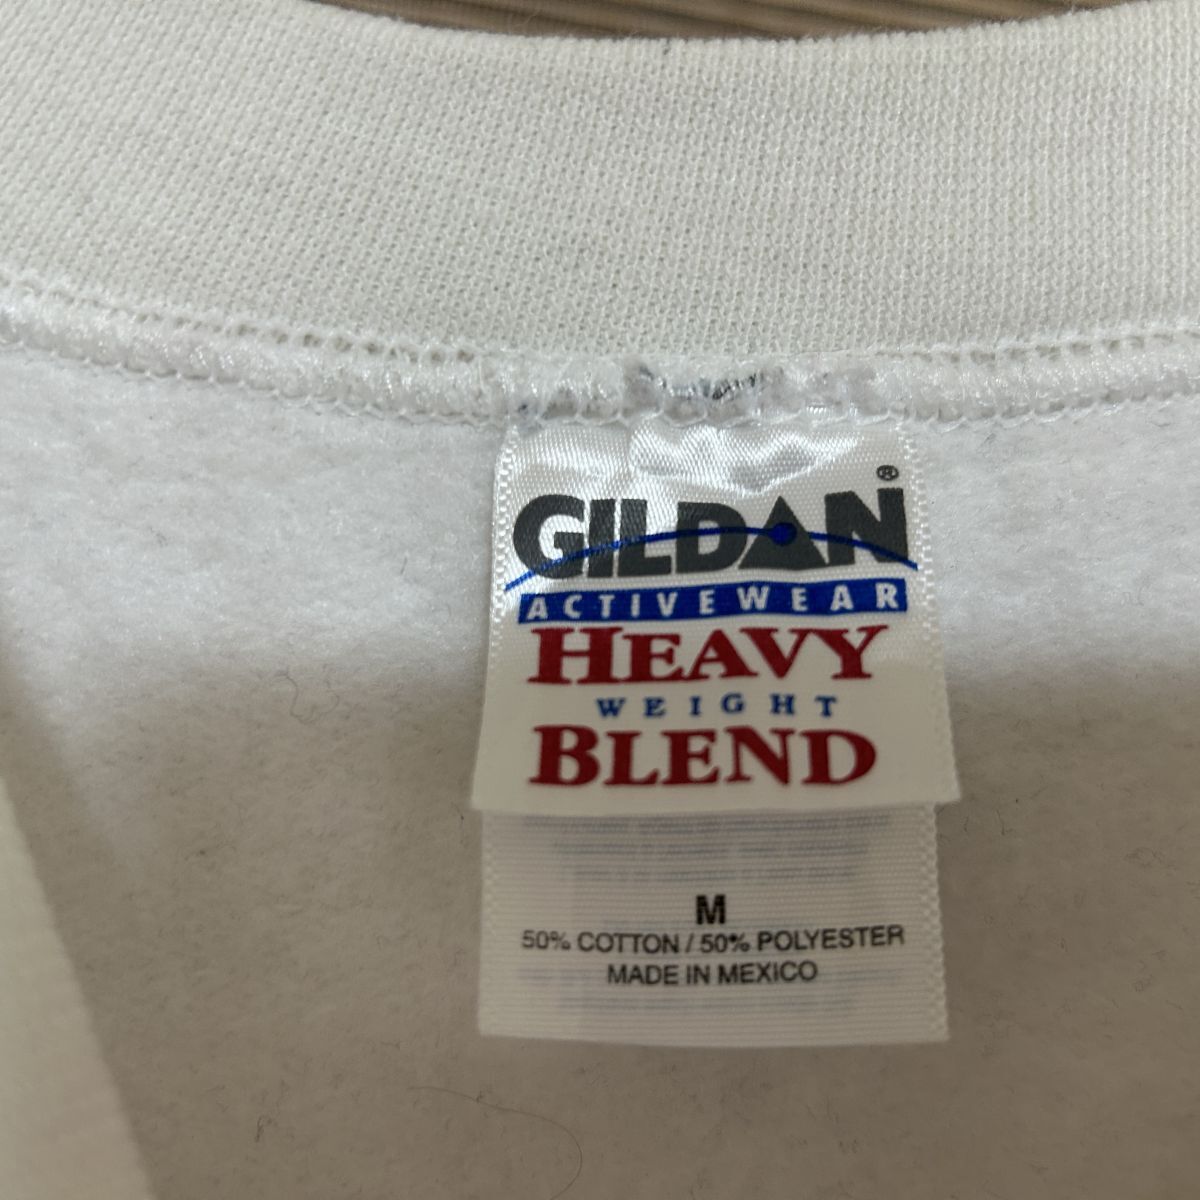 GILDAN®
ACTIVEWEAR
HEAVY
WEIGHT
BLEND
M
50% COTTON / 50% POLYESTER
MADE IN MEXICO